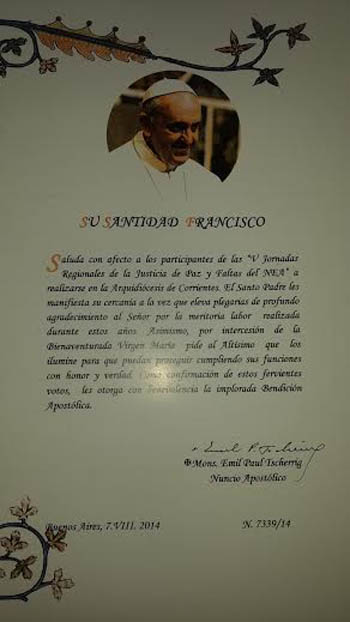 SU SANTIDAD FRANCISCO
Saluda con afecto a los participantes de las "V Jornadas
Regionales de la Justicia de Paz y Faltas del NEA" a
realizarse en la Arquidiócesis de Corrientes. El Santo Padre les
manifiesta su cercanía a la vez que eleva plegarias de profundo
agradecimiento al Señor por la meritoria labor realizada
durante estos años. Asimismo, por intercesión de la
Bienaventurada Virgen María pide al Altísimo que los
ilumine para que puedan proseguir cumpliendo sus funciones
con honor y verdad. Como confirmación de estos fervientes
votos, les otorga con benevolencia la implorada Bendición
Apostólica.
+ Emil P. Tscherrig
✠Mons. Emil Paul Tscherrig
Nuncio Apostólico
Buenos Aires, 7.VIII. 2014 N. 7339/14